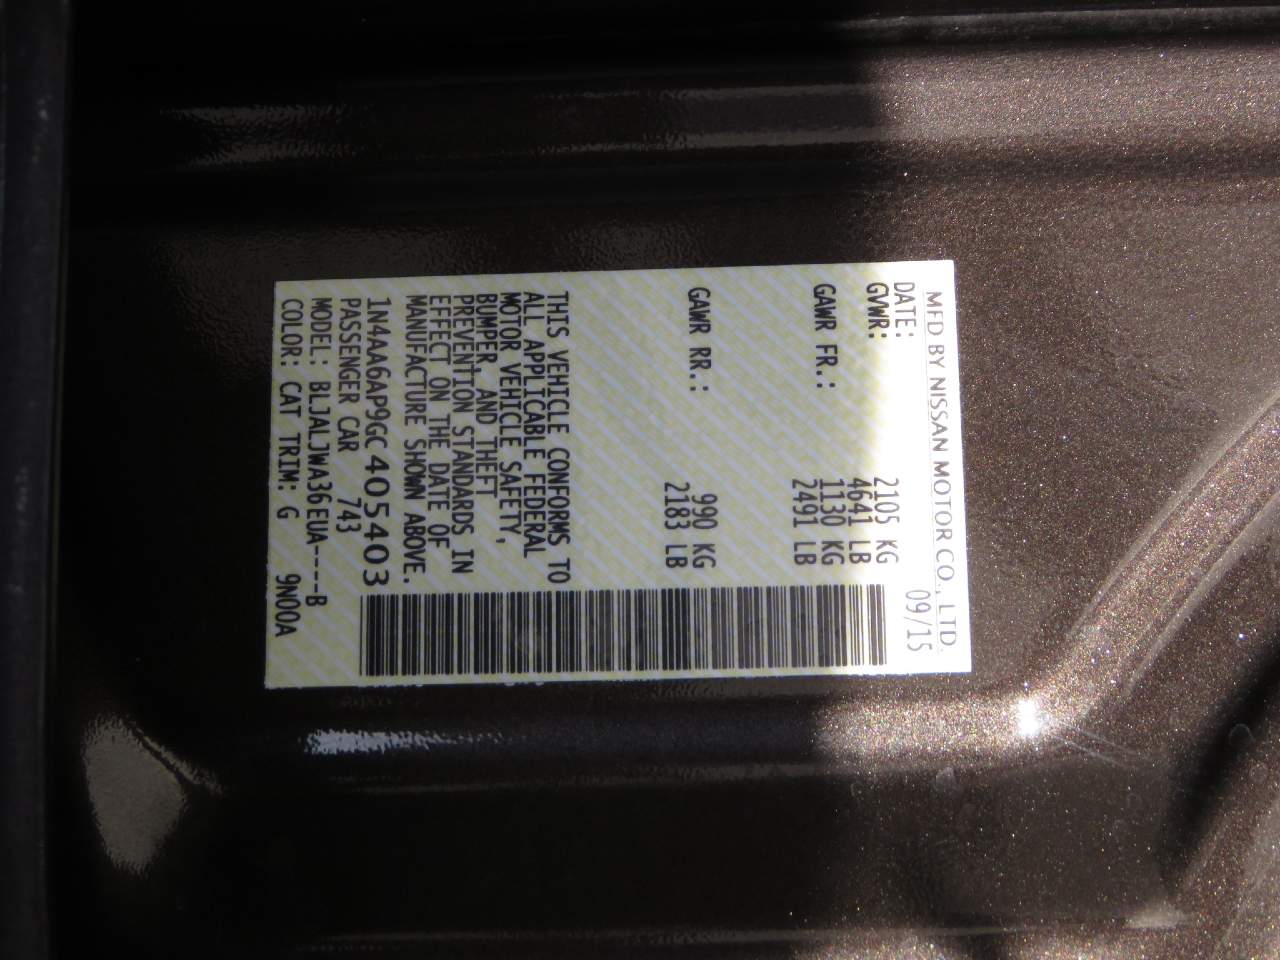 MFD BY NISSAN MOTOR CO., LTD.
DATE: 09/15
GVWR: 2105 KG
4641 LB
GAWR FR.: 1130 KG
2491 LB
GAWR RR.: 990 KG
2183 LB
THIS VEHICLE CONFORMS TO
ALL APPLICABLE FEDERAL
MOTOR VEHICLE SAFETY,
BUMPER, AND THEFT
PREVENTION STANDARDS IN
EFFECT ON THE DATE OF
MANUFACTURE SHOWN ABOVE.
1N4AA6AP9GC405403
PASSENGER CAR 743
MODEL: BLJALJWA36EUA----B
COLOR: CAT TRIM: G 9N00A